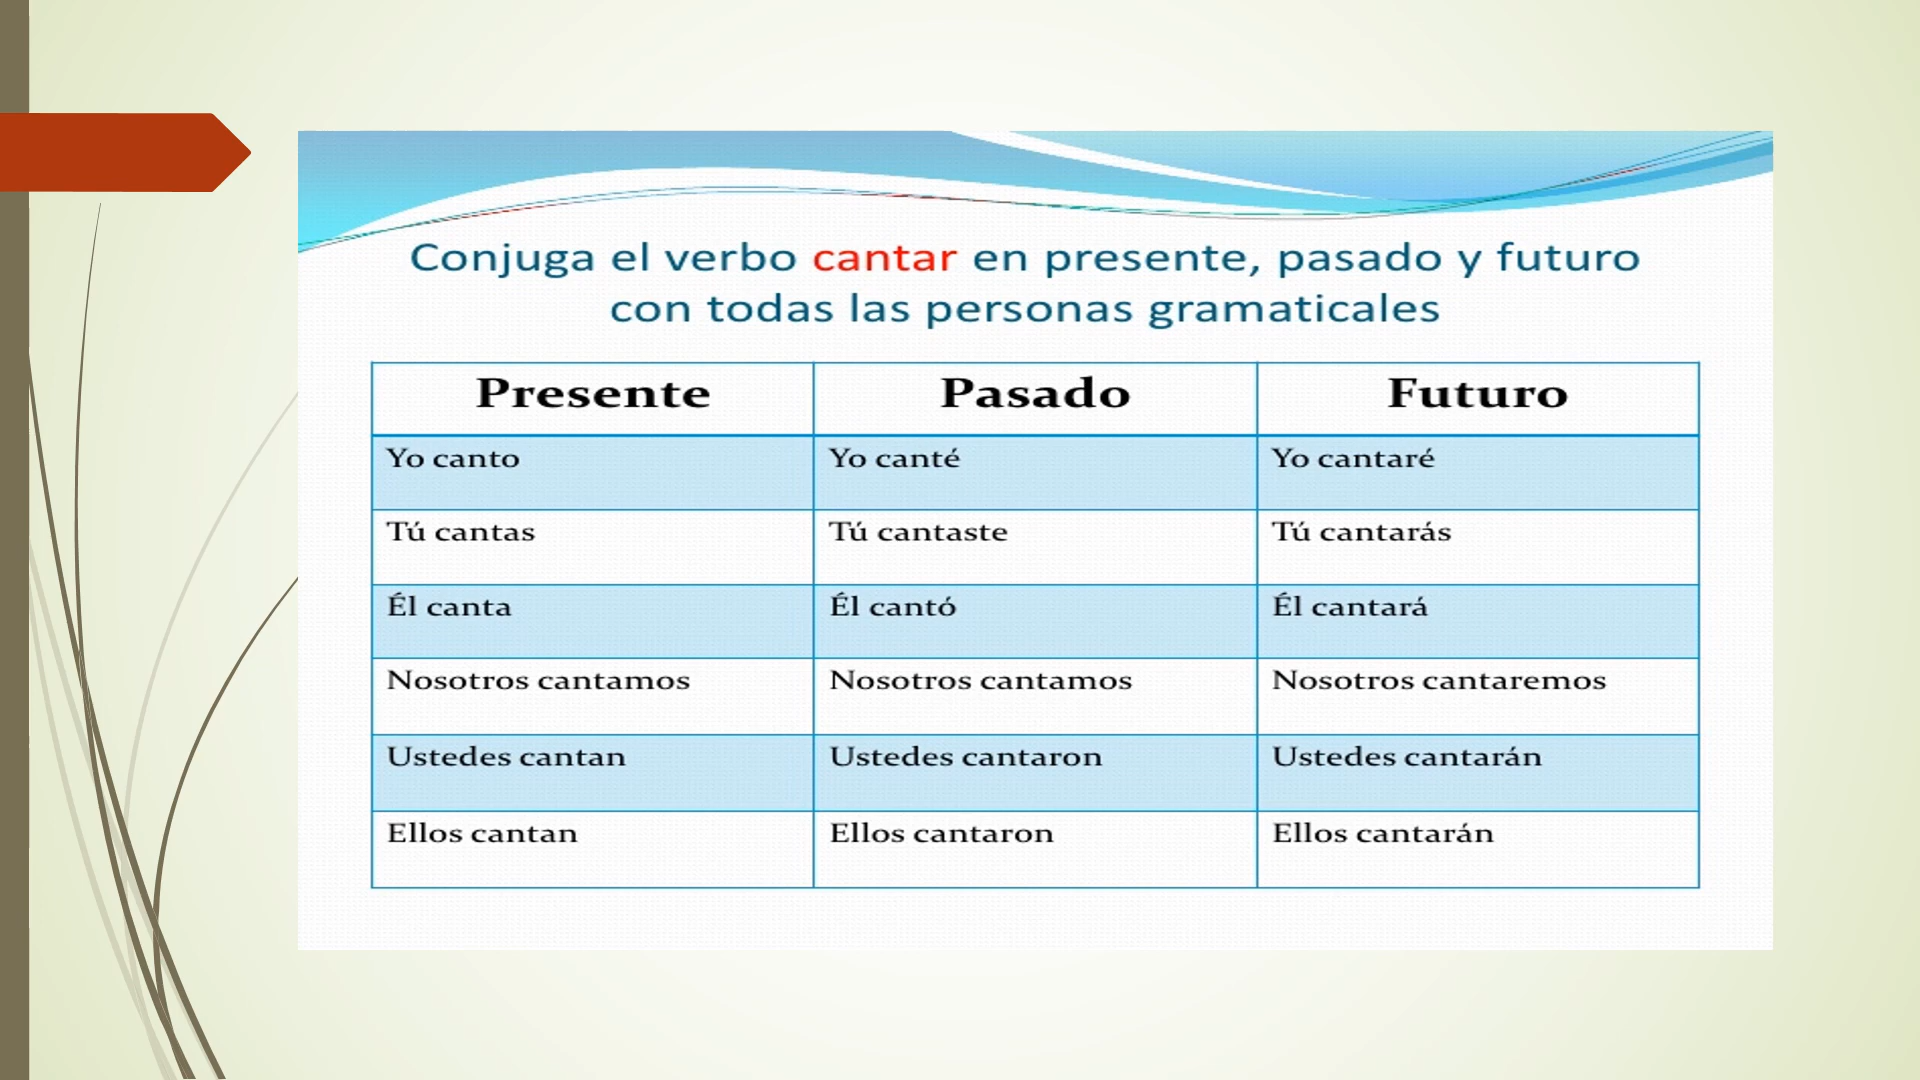 Conjuga el verbo cantar en presente, pasado y futuro
con todas las personas gramaticales
Presente Pasado Futuro
Yo canto Yo canté Yo cantaré
Tú cantas Tú cantaste Tú cantarás
Él canta Él cantó Él cantará
Nosotros cantamos Nosotros cantamos Nosotros cantaremos
Ustedes cantan Ustedes cantaron Ustedes cantarán
Ellos cantan Ellos cantaron Ellos cantarán